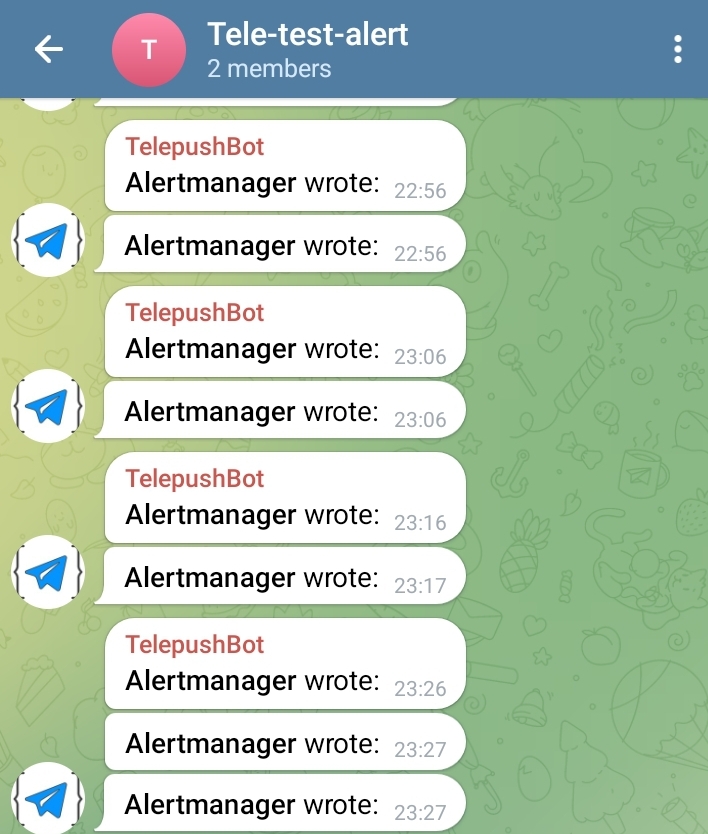 T
Tele-test-alert
2 members
TelepushBot
Alertmanager wrote: 22:56
Alertmanager wrote: 22:56
TelepushBot
Alertmanager wrote: 23:06
Alertmanager wrote: 23:06
TelepushBot
Alertmanager wrote: 23:16
Alertmanager wrote: 23:17
TelepushBot
Alertmanager wrote: 23:26
Alertmanager wrote: 23:27
Alertmanager wrote: 23:27